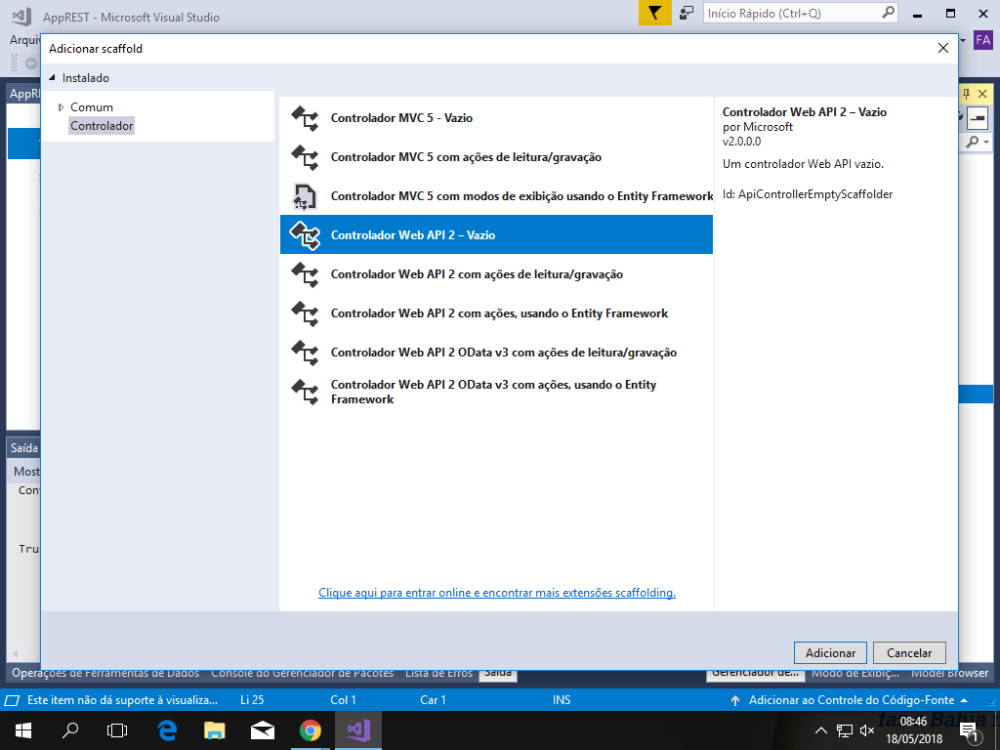 AppREST - Microsoft Visual Studio
Início Rápido (Ctrl+Q)
Arqui
FA
Adicionar scaffold
Instalado
Comum
Controlador
Controlador MVC 5 - Vazio
Controlador MVC 5 com ações de leitura/gravação
Controlador MVC 5 com modos de exibição usando o Entity Framework
Controlador Web API 2 – Vazio
Controlador Web API 2 com ações de leitura/gravação
Controlador Web API 2 com ações, usando o Entity Framework
Controlador Web API 2 OData v3 com ações de leitura/gravação
Controlador Web API 2 OData v3 com ações, usando o Entity
Framework
Clique aqui para entrar online e encontrar mais extensões scaffolding.
Controlador Web API 2 – Vazio
por Microsoft
v2.0.0.0
Um controlador Web API vazio.
Id: ApiControllerEmptyScaffolder
Adicionar
Cancelar
Saída
Most
Con
Tru
Operações de Ferramentas de Dados
Console do Gerenciador de Pacotes
Lista de Erros
Saída
Gerenciador de...
Modo de Exibiç...
Model Browser
Este item não dá suporte à visualiza...
Li 25
Col 1
Car 1
INS
Adicionar ao Controle do Código-Fonte
08:46
18/05/2018
1